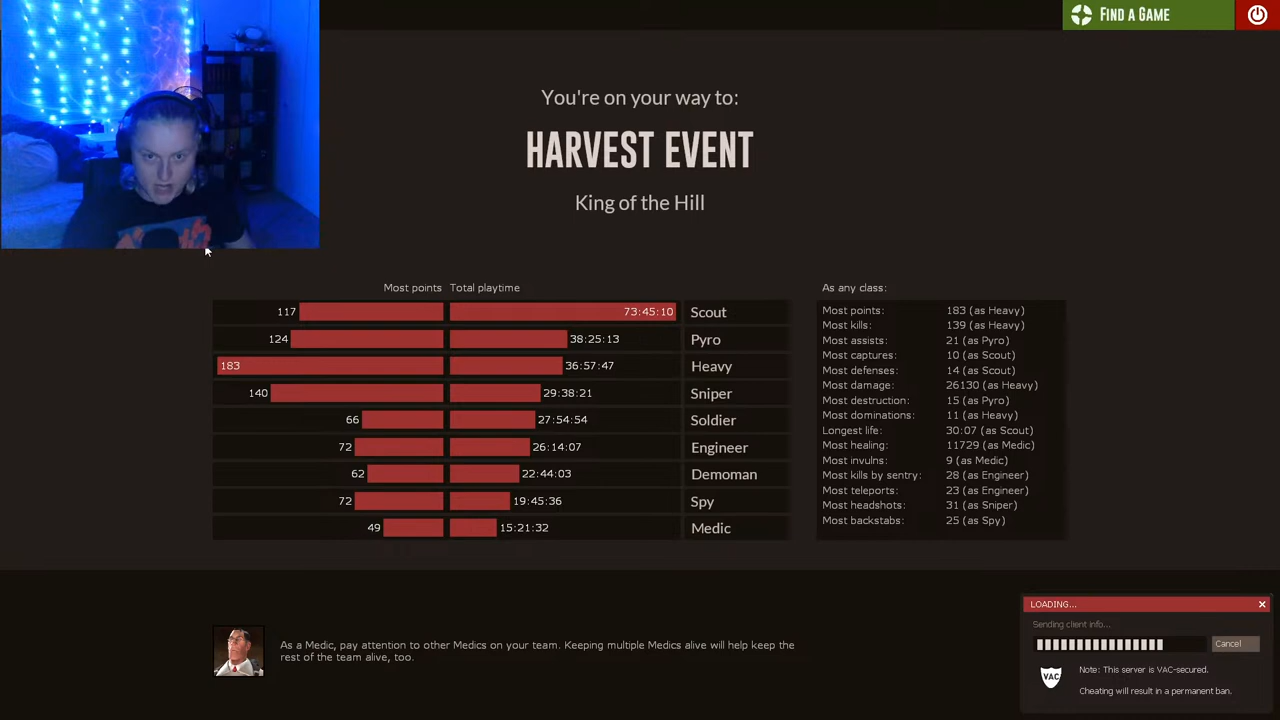 FIND A GAME
You're on your way to:
HARVEST EVENT
King of the Hill
Most points Total playtime
117 73:45:10 Scout
124 38:25:13 Pyro
183 36:57:47 Heavy
140 29:38:21 Sniper
66 27:54:54 Soldier
72 26:14:07 Engineer
62 22:44:03 Demoman
72 19:45:36 Spy
49 15:21:32 Medic
As any class:
Most points: 183 (as Heavy)
Most kills: 139 (as Heavy)
Most assists: 21 (as Pyro)
Most captures: 10 (as Scout)
Most defenses: 14 (as Scout)
Most damage: 26130 (as Heavy)
Most destruction: 15 (as Pyro)
Most dominations: 11 (as Heavy)
Longest life: 30:07 (as Scout)
Most healing: 11729 (as Medic)
Most invulns: 9 (as Medic)
Most kills by sentry: 28 (as Engineer)
Most teleports: 23 (as Engineer)
Most headshots: 31 (as Sniper)
Most backstabs: 25 (as Spy)
As a Medic, pay attention to other Medics on your team. Keeping multiple Medics alive will help keep the
rest of the team alive, too.
LOADING...
Sending client info...
Cancel
VAC
Note: This server is VAC-secured.
Cheating will result in a permanent ban.